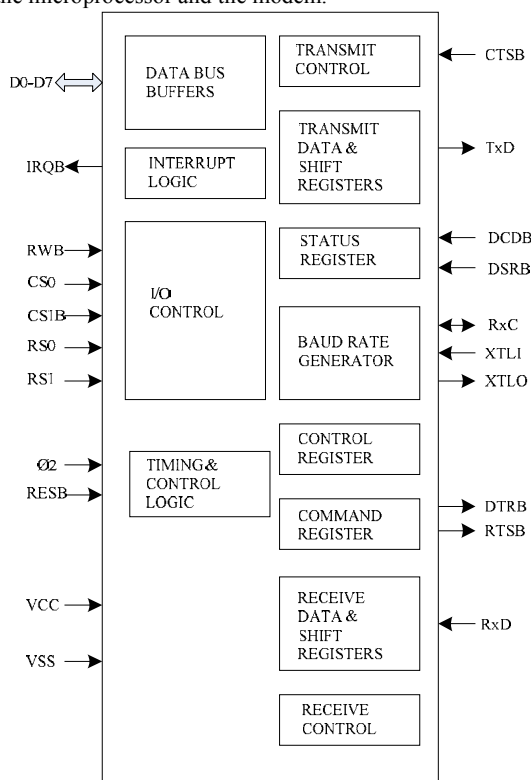 the microprocessor and the modem.
D0-D7
DATA BUS
BUFFERS
TRANSMIT
CONTROL
CTSB
IRQB
INTERRUPT
LOGIC
TRANSMIT
DATA &
SHIFT
REGISTERS
TxD
RWB
CS0
CS1B
RS0
RS1
I/O
CONTROL
STATUS
REGISTER
DCDB
DSRB
BAUD RATE
GENERATOR
RxC
XTLI
XTLO
Ø2
RESB
TIMING &
CONTROL
LOGIC
CONTROL
REGISTER
COMMAND
REGISTER
DTRB
RTSB
VCC
VSS
RECEIVE
DATA &
SHIFT
REGISTERS
RxD
RECEIVE
CONTROL